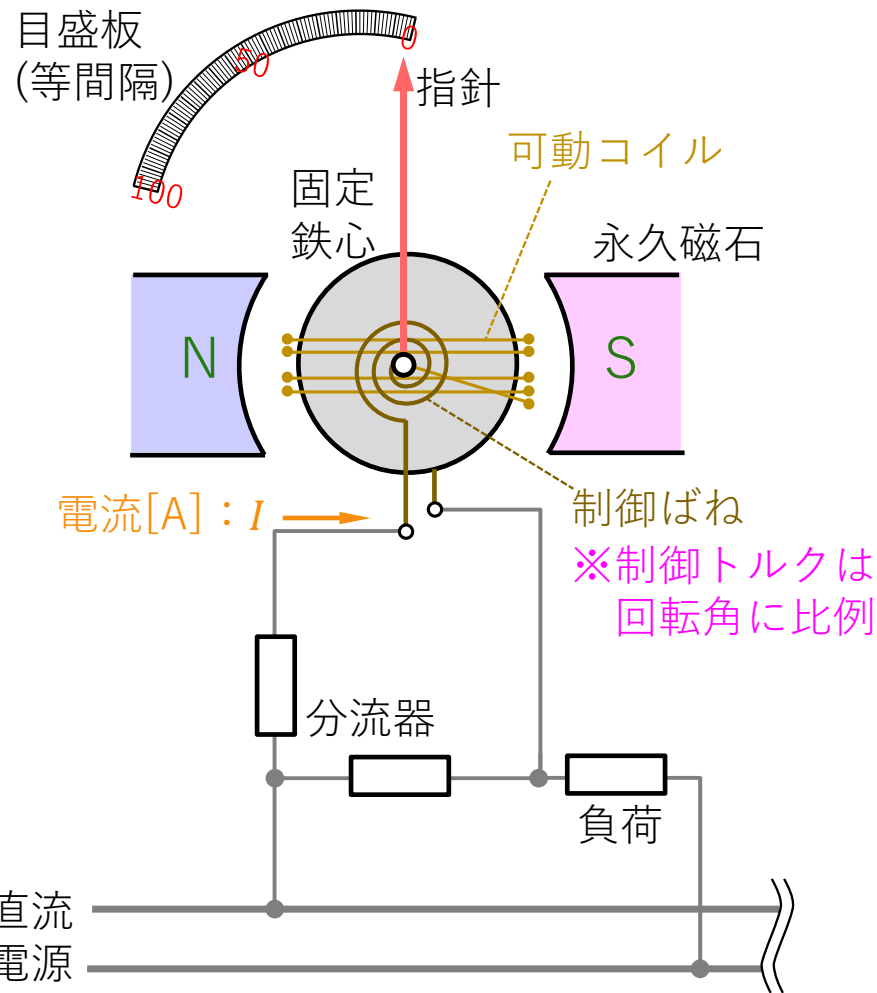 目盛板
(等間隔)
0
50
100
指針
可動コイル
固定
鉄心
永久磁石
N
S
電流[A]：I
制御ばね
※制御トルクは
回転角に比例
分流器
負荷
直流
電源